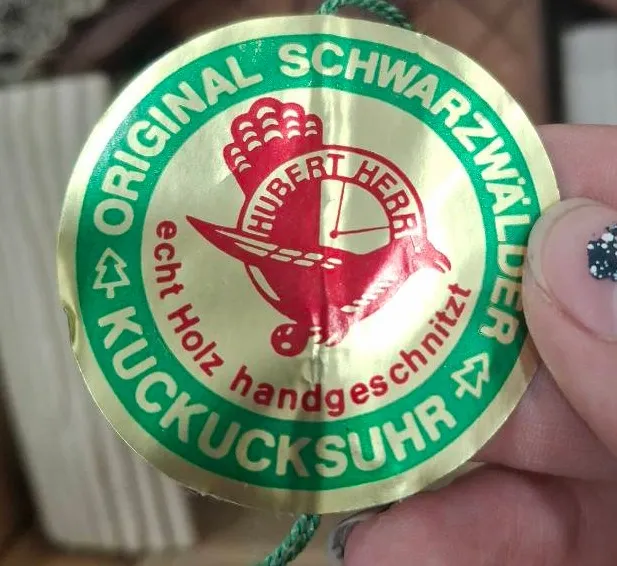 ORIGINAL SCHWARZWÄLDER
KUCKUCKSUHR
HUBERT HERR
echt Holz handgeschnitzt